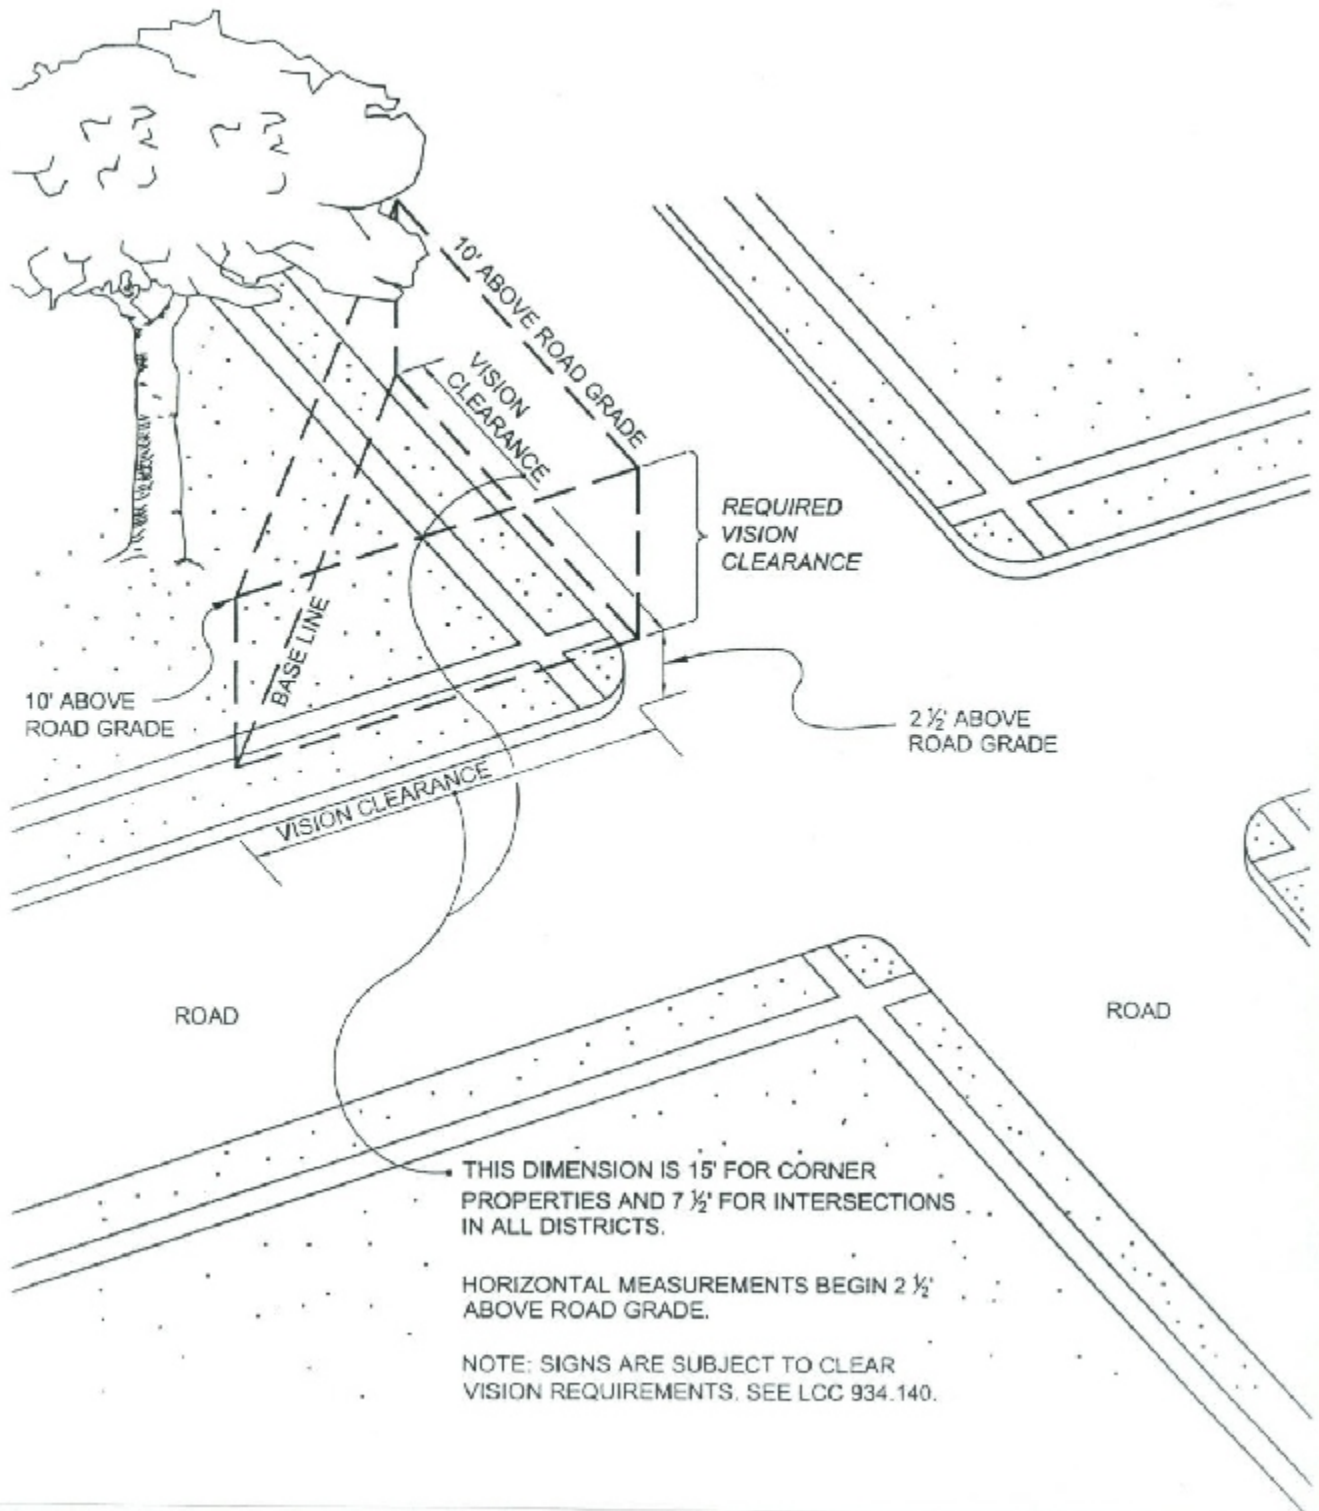 10' ABOVE ROAD GRADE
VISION
CLEARANCE
REQUIRED
VISION
CLEARANCE
BASE LINE
10' ABOVE
ROAD GRADE
2 ½' ABOVE
ROAD GRADE
VISION CLEARANCE
ROAD
ROAD
THIS DIMENSION IS 15' FOR CORNER
PROPERTIES AND 7 ½' FOR INTERSECTIONS
IN ALL DISTRICTS.
HORIZONTAL MEASUREMENTS BEGIN 2 ½'
ABOVE ROAD GRADE.
NOTE: SIGNS ARE SUBJECT TO CLEAR
VISION REQUIREMENTS. SEE LCC 934.140.